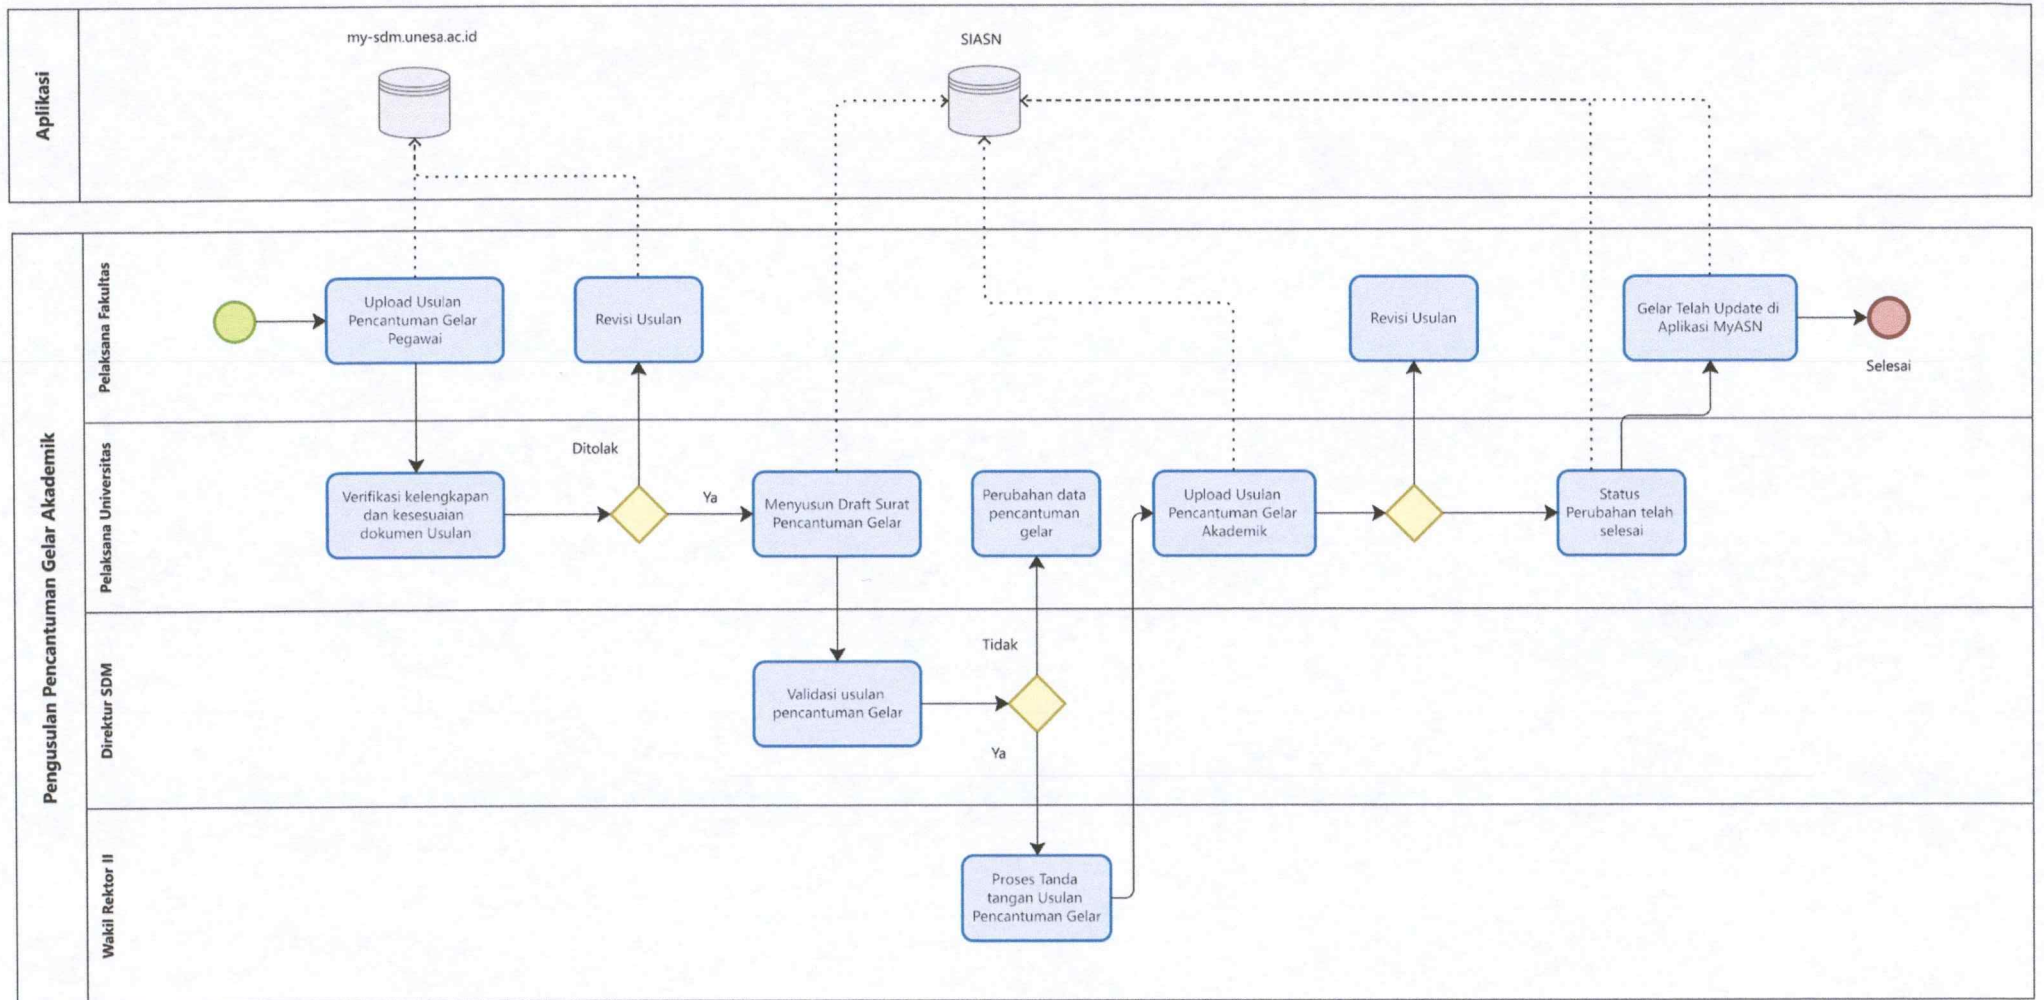 Aplikasi
my-sdm.unesa.ac.id
SIASN
Pengusulan Pencantuman Gelar Akademik
Pelaksana Fakultas
Upload Usulan
Pencantuman Gelar
Pegawai
Revisi Usulan
Revisi Usulan
Gelar Telah Update di
Aplikasi MyASN
Selesai
Pelaksana Universitas
Verifikasi kelengkapan
dan kesesuaian
dokumen Usulan
Ditolak
Ya
Menyusun Draft Surat
Pencantuman Gelar
Perubahan data
pencantuman
gelar
Upload Usulan
Pencantuman Gelar
Akademik
Status
Perubahan telah
selesai
Direktur SDM
Validasi usulan
pencantuman Gelar
Tidak
Ya
Wakil Rektor II
Proses Tanda
tangan Usulan
Pencantuman Gelar